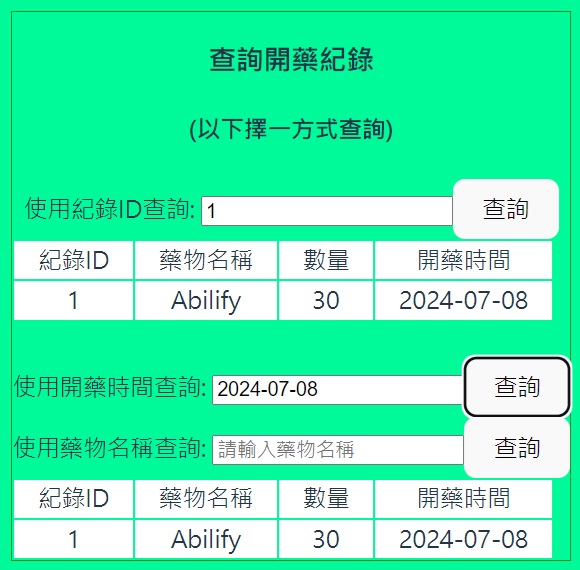 查詢開藥紀錄
(以下擇一方式查詢)
使用紀錄ID查詢: 1 查詢
紀錄ID 藥物名稱 數量 開藥時間
1 Abilify 30 2024-07-08
使用開藥時間查詢: 2024-07-08 查詢
使用藥物名稱查詢: 請輸入藥物名稱 查詢
紀錄ID 藥物名稱 數量 開藥時間
1 Abilify 30 2024-07-08